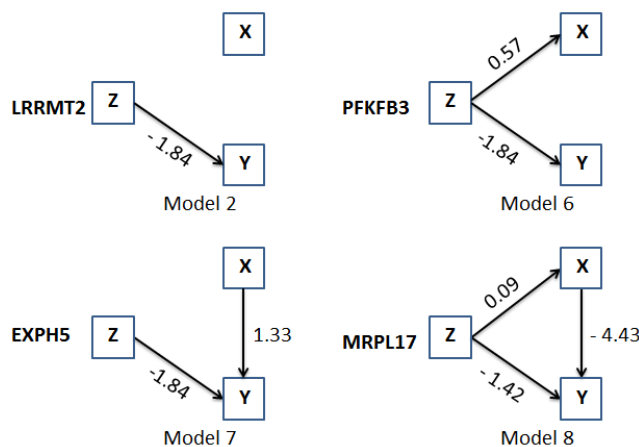 X
LRRMT2
Z
- 1.84
Y
Model 2
X
0.57
PFKFB3
Z
-1.84
Y
Model 6
X
EXPH5
Z
1.33
-1.84
Y
Model 7
X
0.09
MRPL17
Z
- 4.43
- 1.42
Y
Model 8